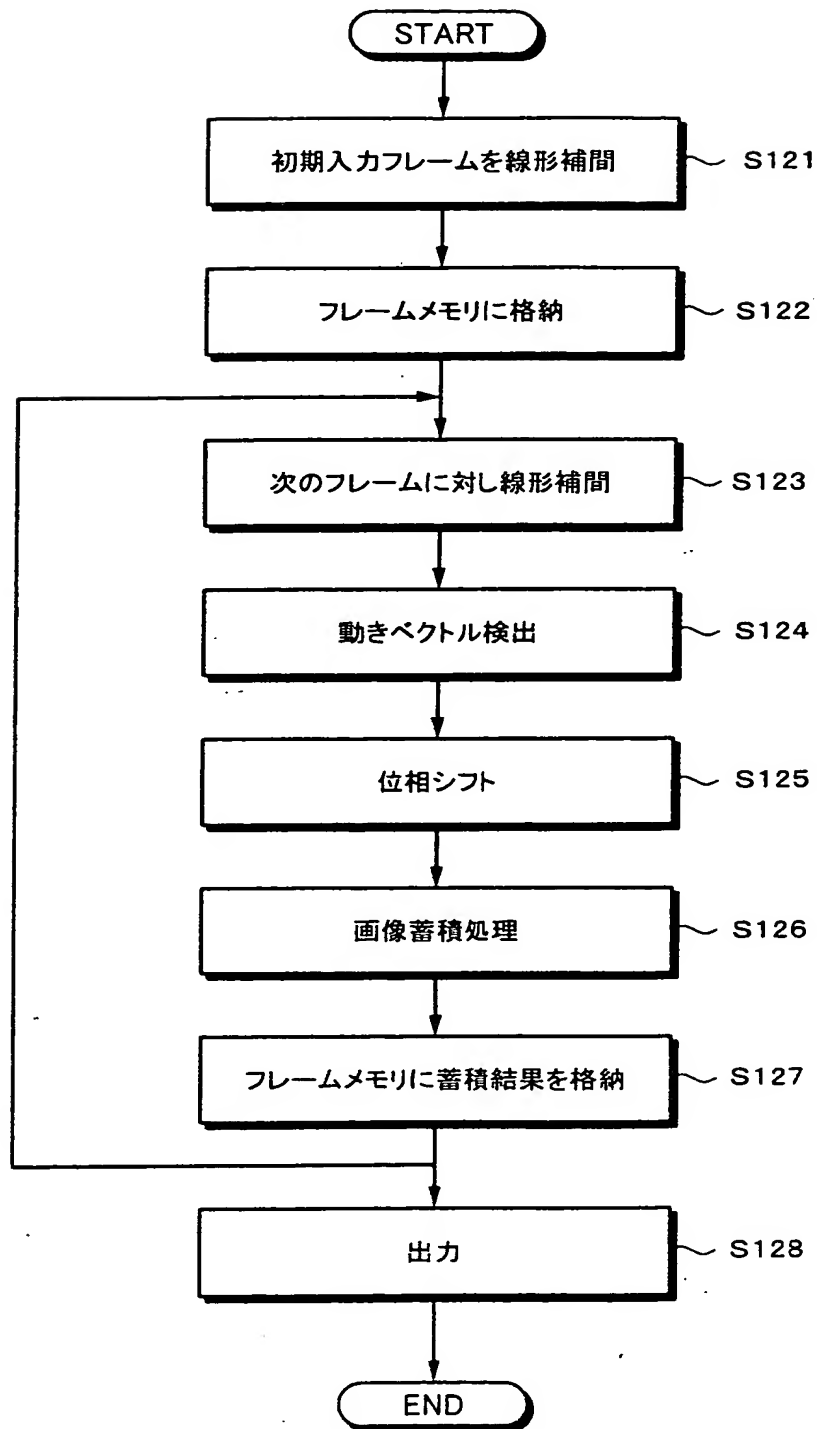 START
初期入力フレームを線形補間
S121
フレームメモリに格納
S122
次のフレームに対し線形補間
S123
動きベクトル検出
S124
位相シフト
S125
画像蓄積処理
S126
フレームメモリに蓄積結果を格納
S127
出力
S128
END